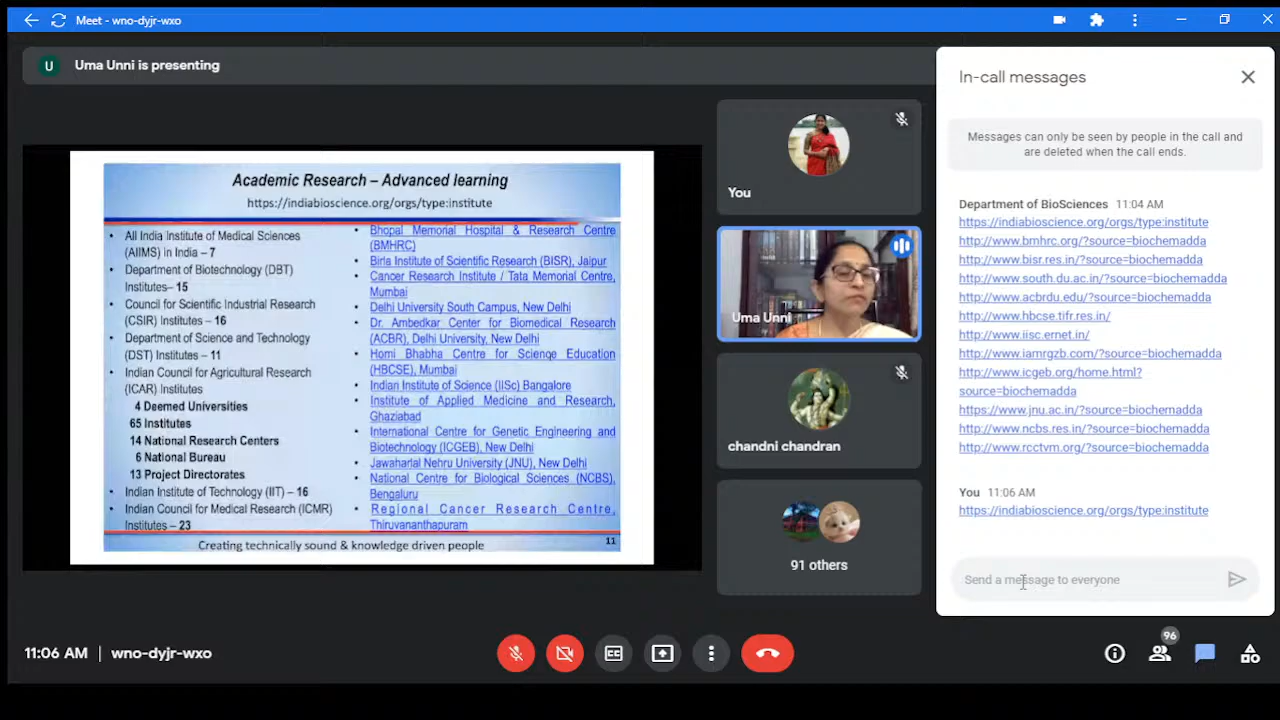 Meet - wno-dyjr-wxo
U
Uma Unni is presenting
Academic Research – Advanced learning
https://indiabioscience.org/orgs/type:institute
• All India Institute of Medical Sciences
(AIIMS) in India – 7
• Department of Biotechnology (DBT)
Institutes– 15
• Council for Scientific Industrial Research
(CSIR) Institutes – 16
• Department of Science and Technology
(DST) Institutes – 11
• Indian Council of Agricultural Research
(ICAR) Institutes
4 Deemed Universities
65 Institutes
14 National Research Centers
6 National Bureau
13 Project Directorates
• Indian Institute of Technology (IIT) – 16
• Indian Council for Medical Research (ICMR)
Institutes – 23
• Bhopal Memorial Hospital & Research Centre
(BMHRC)
• Birla Institute of Scientific Research (BISR), Jaipur
• Cancer Research Institute / Tata Memorial Centre,
Mumbai
• Delhi University South Campus, New Delhi
• Dr. Ambedkar Center for Biomedical Research
(ACBR), Delhi University, New Delhi
• Homi Bhabha Centre for Science Education
(HBCSE), Mumbai
• Indian Institute of Science (IISc) Bangalore
• Institute of Applied Medicine and Research,
Ghaziabad
• International Centre for Genetic Engineering and
Biotechnology (ICGEB), New Delhi
• Jawaharlal Nehru University (JNU), New Delhi
• National Centre for Biological Sciences (NCBS),
Bengaluru
• Regional Cancer Research Centre,
Thiruvananthapuram
Creating technically sound & knowledge driven people
11
You
Uma Unni
chandni chandran
91 others
In-call messages
Messages can only be seen by people in the call and
are deleted when the call ends.
Department of BioSciences 11:04 AM
https://indiabioscience.org/orgs/type:institute
http://www.bmhrc.org/?source=biochemadda
http://www.bisr.res.in/?source=biochemadda
http://www.south.du.ac.in/?source=biochemadda
http://www.acbrdu.edu/?source=biochemadda
http://www.hbcse.tifr.res.in/
http://www.iisc.ernet.in/
http://www.iamrgzb.com/?source=biochemadda
http://www.icgeb.org/home.html?
source=biochemadda
https://www.jnu.ac.in/?source=biochemadda
http://www.ncbs.res.in/?source=biochemadda
http://www.rcctvm.org/?source=biochemadda
You 11:06 AM
https://indiabioscience.org/orgs/type:institute
Send a message to everyone
11:06 AM | wno-dyjr-wxo
96